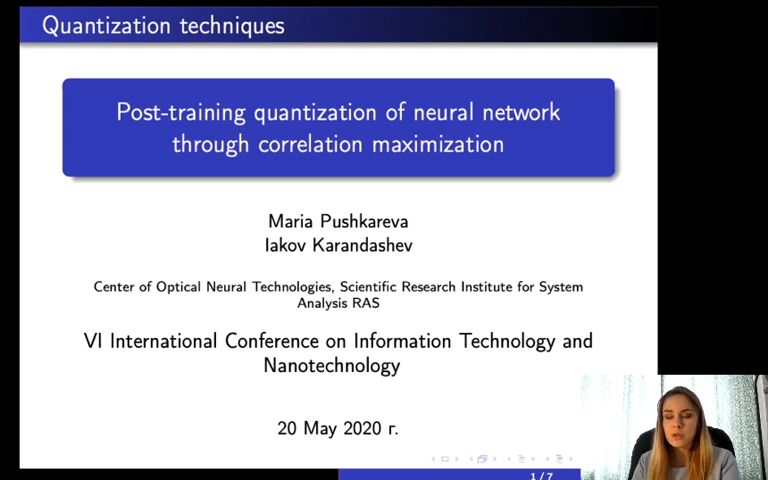 Quantization techniques
Post-training quantization of neural network
through correlation maximization
Maria Pushkareva
Iakov Karandashev
Center of Optical Neural Technologies, Scientific Research Institute for System
Analysis RAS
VI International Conference on Information Technology and
Nanotechnology
20 May 2020 г.
1/7